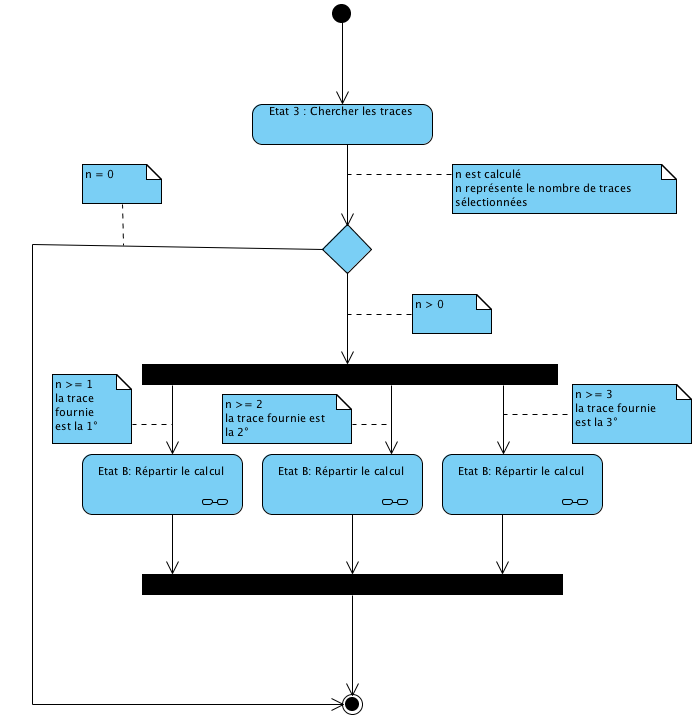 Etat 3 : Chercher les traces
n = 0
n est calculé
n représente le nombre de traces
sélectionnées
n > 0
n >= 1
la trace
fournie
est la 1°
n >= 2
la trace fournie est
la 2°
n >= 3
la trace fournie
est la 3°
Etat B: Répartir le calcul
Etat B: Répartir le calcul
Etat B: Répartir le calcul